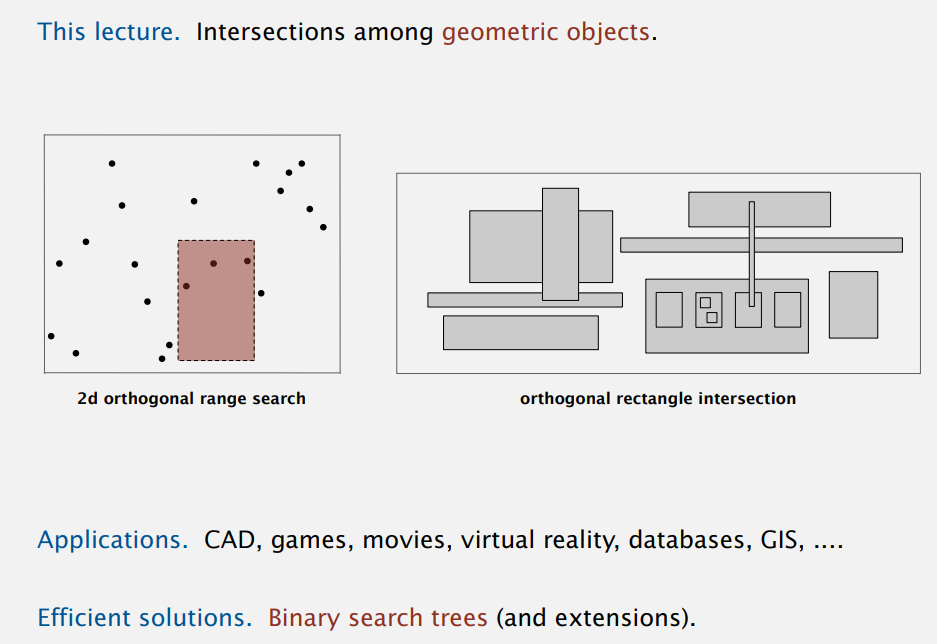 This lecture. Intersections among geometric objects.
2d orthogonal range search
orthogonal rectangle intersection
Applications. CAD, games, movies, virtual reality, databases, GIS, ....
Efficient solutions. Binary search trees (and extensions).